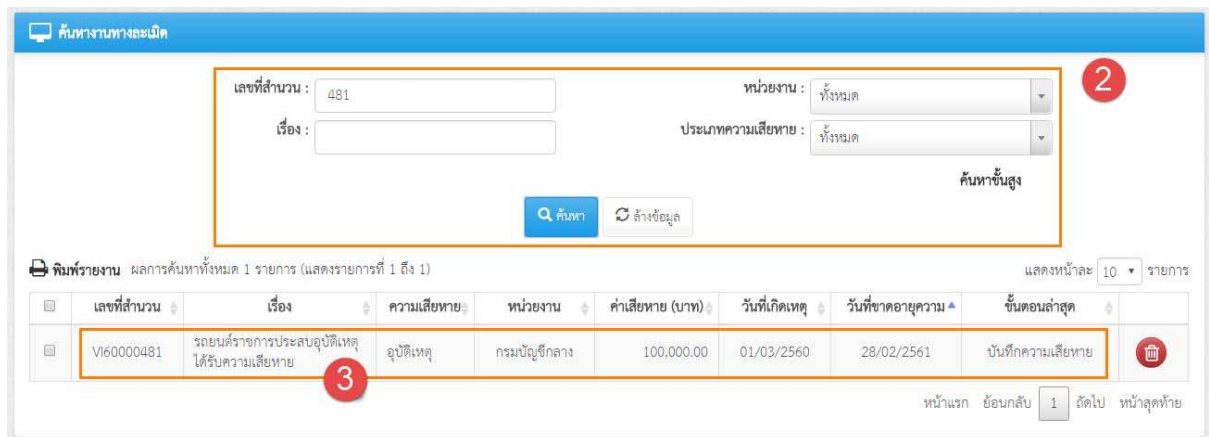 ค้นหางานทางละเมิด
2
เลขที่สำนวน : 481 หน่วยงาน : ทั้งหมด
เรื่อง : ประเภทความเสียหาย : ทั้งหมด
ค้นหาขั้นสูง
ค้นหา ล้างข้อมูล
พิมพ์รายงาน ผลการค้นหาทั้งหมด 1 รายการ (แสดงรายการที่ 1 ถึง 1) แสดงหน้าละ 10 รายการ
เลขที่สำนวน เรื่อง ความเสียหาย หน่วยงาน ค่าเสียหาย (บาท) วันที่เกิดเหตุ วันที่ขาดอายุความ ขั้นตอนล่าสุด
VI60000481 รถยนต์ราชการประสบอุบัติเหตุ อุบัติเหตุ กรมบัญชีกลาง 100,000.00 01/03/2560 28/02/2561 บันทึกความเสียหาย
ได้รับความเสียหาย
3
หน้าแรก ย้อนกลับ 1 ถัดไป หน้าสุดท้าย